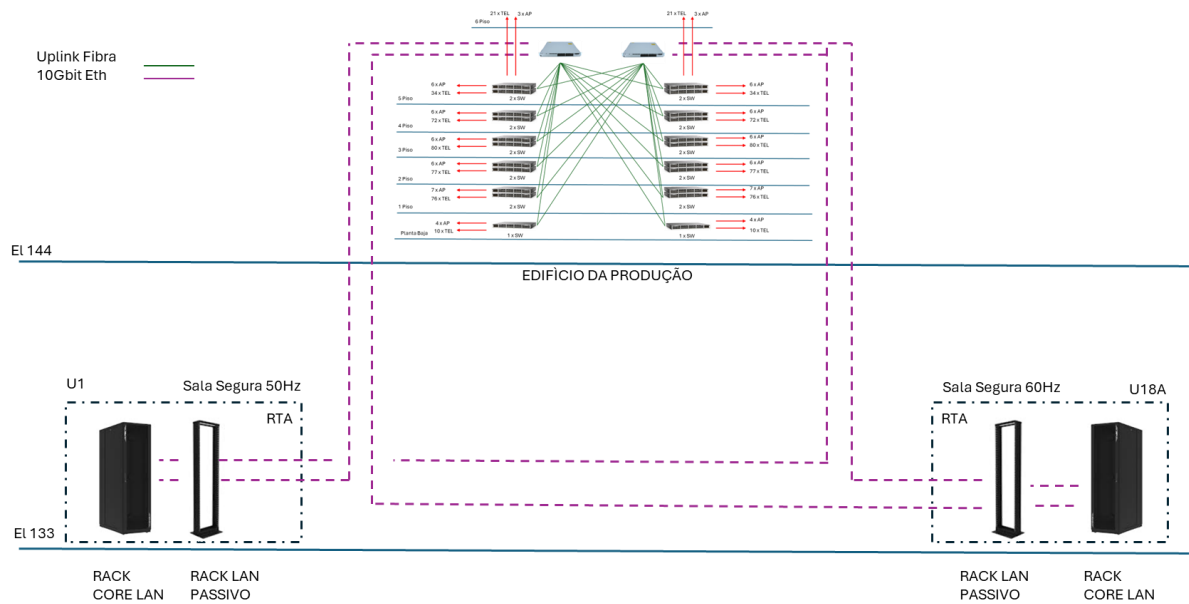 21 x TEL 3 x AP
21 x TEL 3 x AP
6 Piso
Uplink Fibra
10Gbit Eth
6 x AP
34 x TEL
2 x SW
6 x AP
34 x TEL
2 x SW
5 Piso
6 x AP
72 x TEL
2 x SW
6 x AP
72 x TEL
2 x SW
4 Piso
6 x AP
80 x TEL
2 x SW
6 x AP
80 x TEL
2 x SW
3 Piso
6 x AP
77 x TEL
2 x SW
6 x AP
77 x TEL
2 x SW
2 Piso
7 x AP
76 x TEL
2 x SW
7 x AP
76 x TEL
2 x SW
1 Piso
4 x AP
10 x TEL
1 x SW
4 x AP
10 x TEL
1 x SW
Planta Baja
El 144
EDIFÌCIO DA PRODUÇÃO
U1
Sala Segura 50Hz
RTA
Sala Segura 60Hz
U18A
RTA
El 133
RACK
CORE LAN
RACK LAN
PASSIVO
RACK LAN
PASSIVO
RACK
CORE LAN